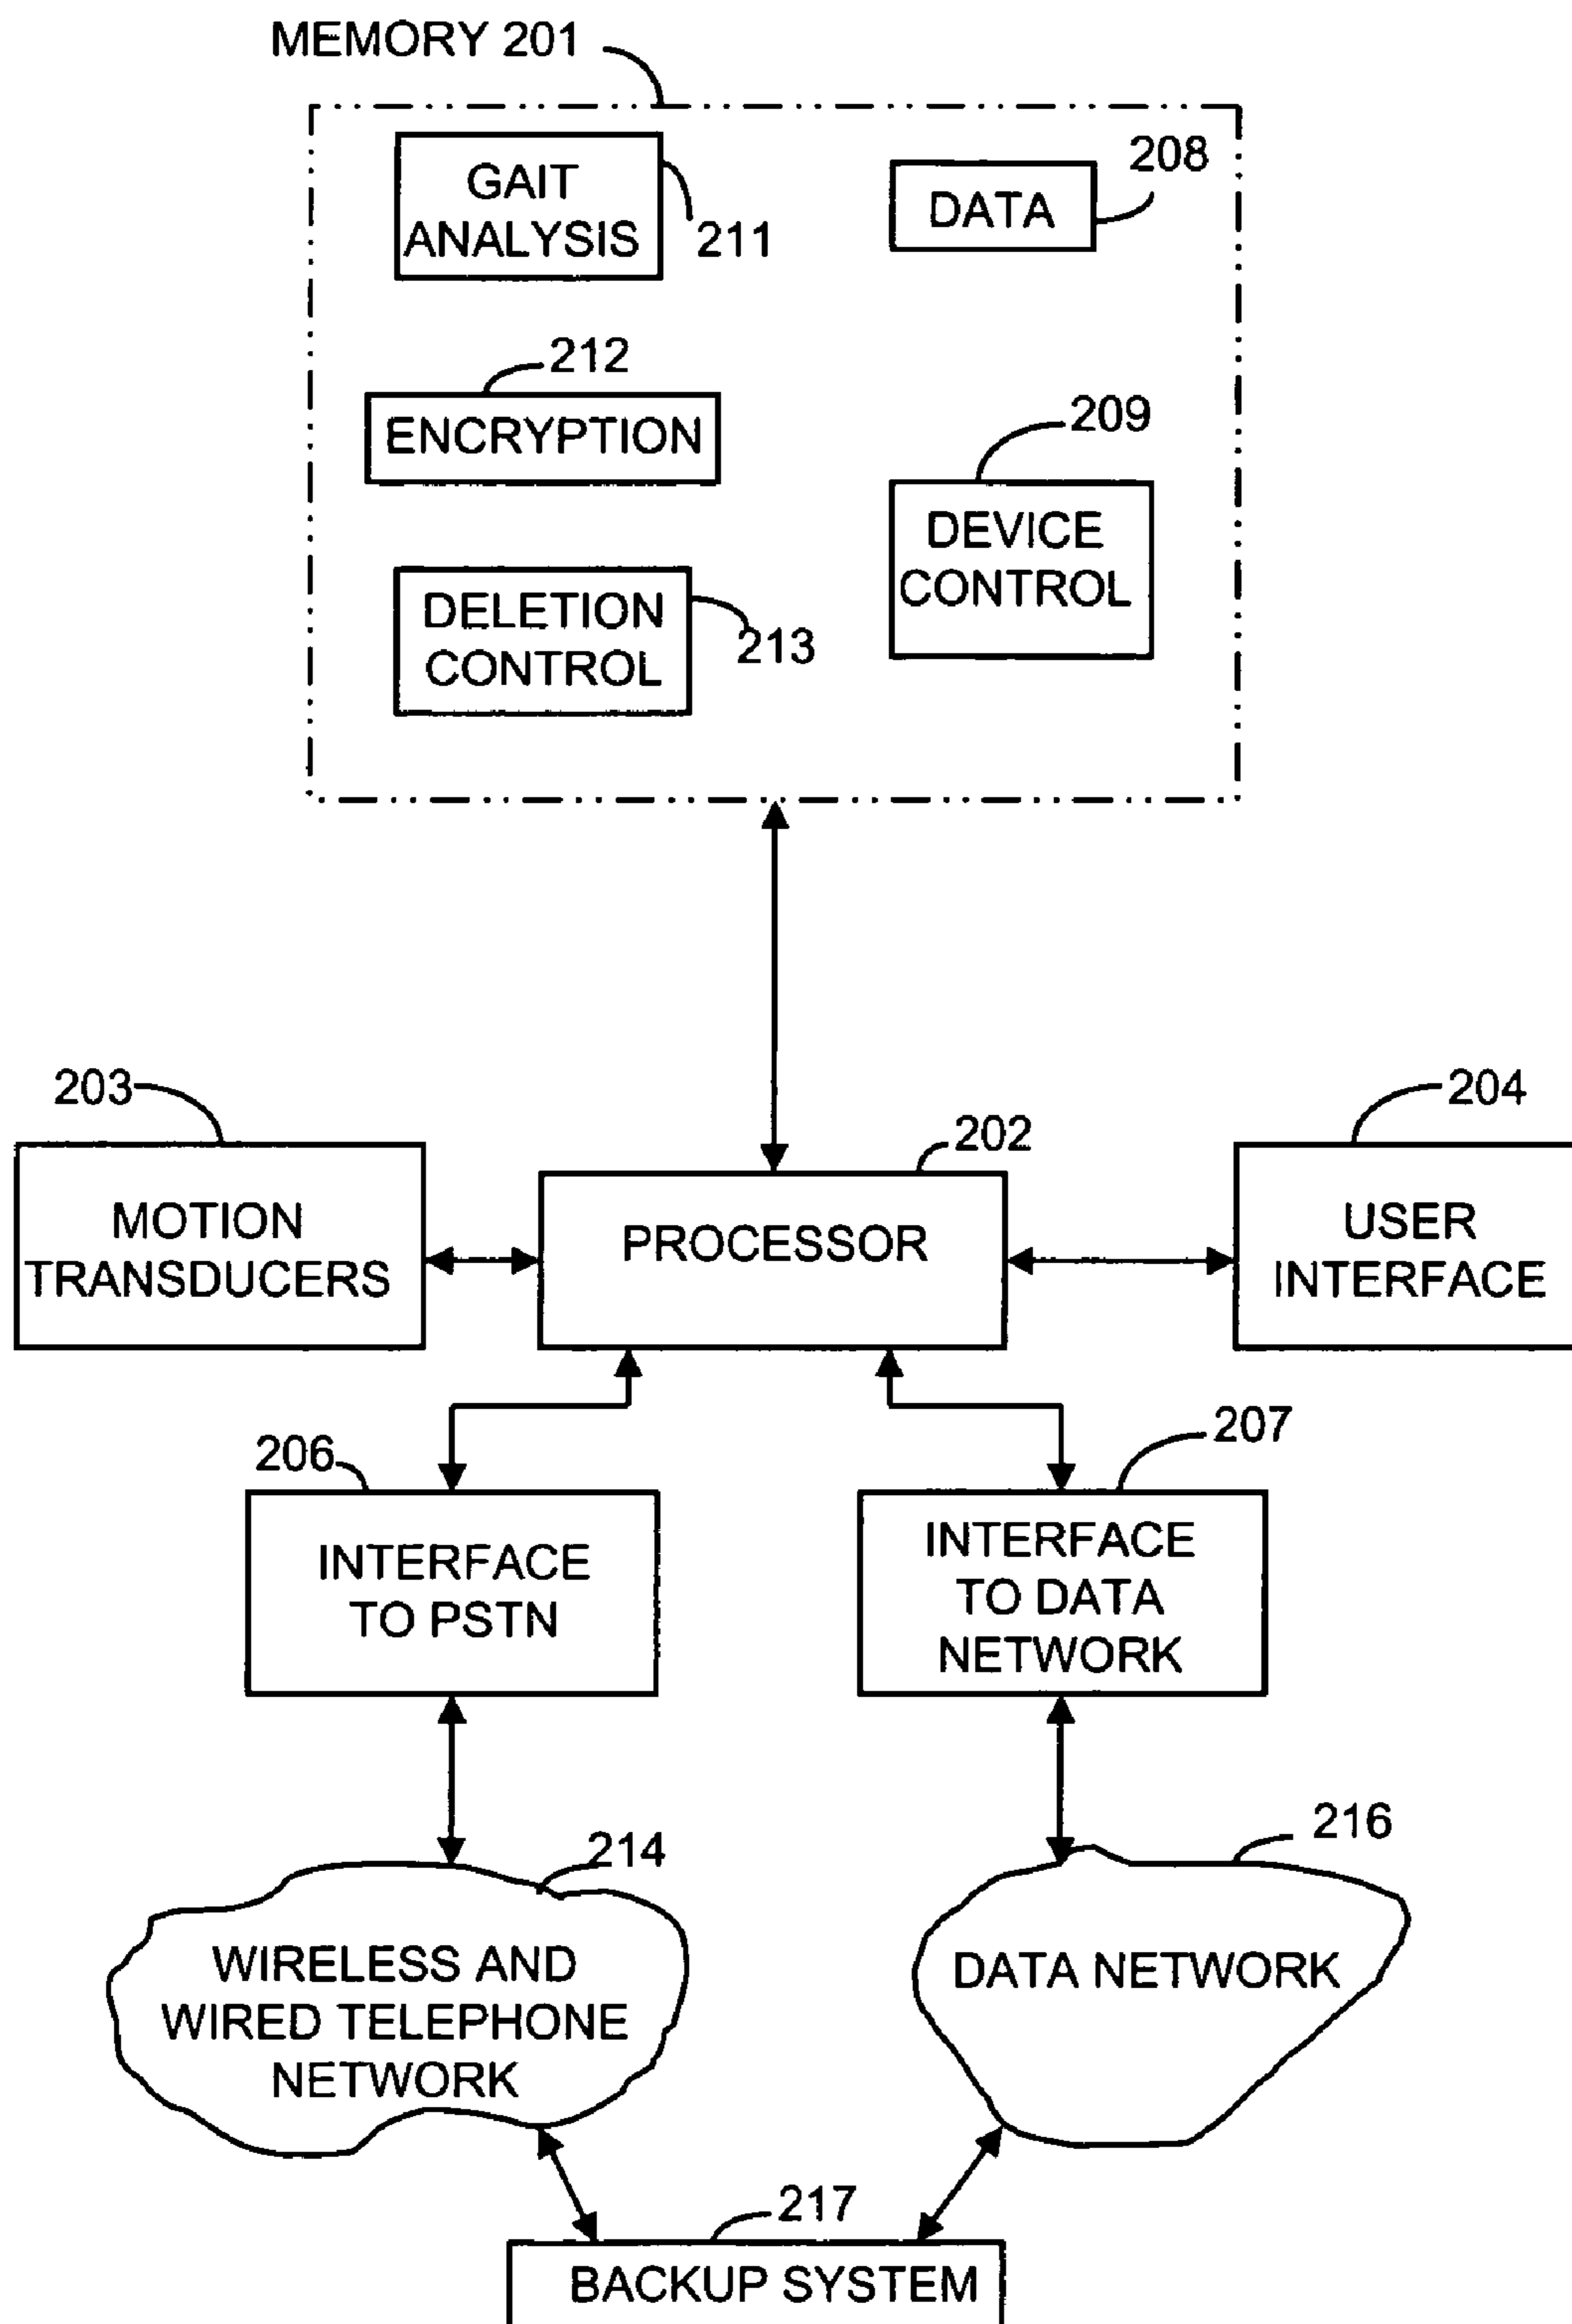 MEMORY 201
GAIT
ANALYSIS
211
DATA
208
212
ENCRYPTION
209
DEVICE
CONTROL
DELETION
CONTROL
213
203
MOTION
TRANSDUCERS
202
PROCESSOR
204
USER
INTERFACE
206
INTERFACE
TO PSTN
207
INTERFACE
TO DATA
NETWORK
214
WIRELESS AND
WIRED TELEPHONE
NETWORK
216
DATA NETWORK
217
BACKUP SYSTEM